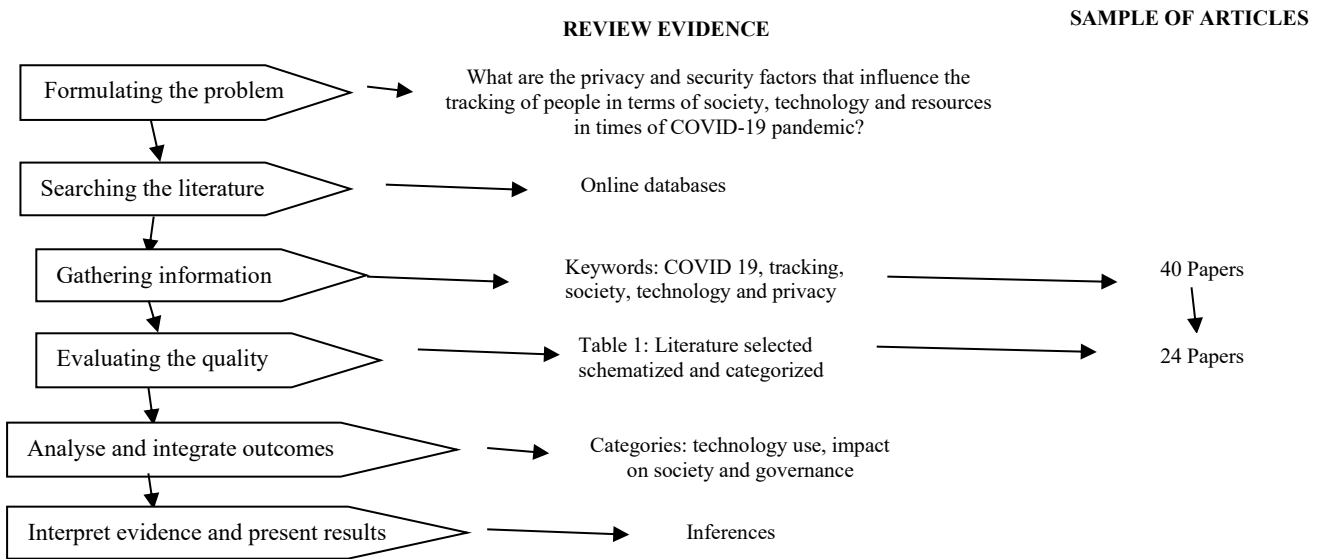 SAMPLE OF ARTICLES
REVIEW EVIDENCE
Formulating the problem
What are the privacy and security factors that influence the
tracking of people in terms of society, technology and resources
in times of COVID-19 pandemic?
Searching the literature
Online databases
Gathering information
Keywords: COVID 19, tracking,
society, technology and privacy
40 Papers
Evaluating the quality
Table 1: Literature selected
schematized and categorized
24 Papers
Analyse and integrate outcomes
Categories: technology use, impact
on society and governance
Interpret evidence and present results
Inferences